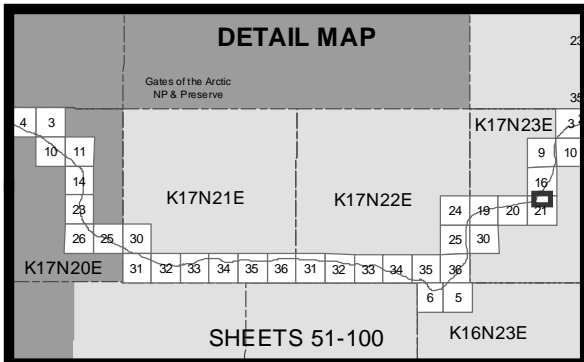 DETAIL MAP
23
Gates of the Arctic
NP & Preserve
35
4 3
K17N23E
3
10 11
9 10
14
16
K17N21E
K17N22E
23
24 19 20 21
26 25 30
25 30
K17N20E
31 32 33 34 35 36 31 32 33 34 35 36
6 5
SHEETS 51-100
K16N23E